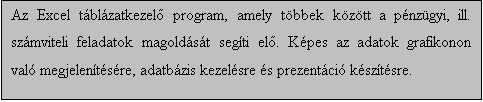 Az Excel táblázatkezelő program, amely többek között a pénzügyi, ill.
számviteli feladatok magoldását segíti elő. Képes az adatok grafikonon
való megjelenítésére, adatbázis kezelésre és prezentáció készítésre.